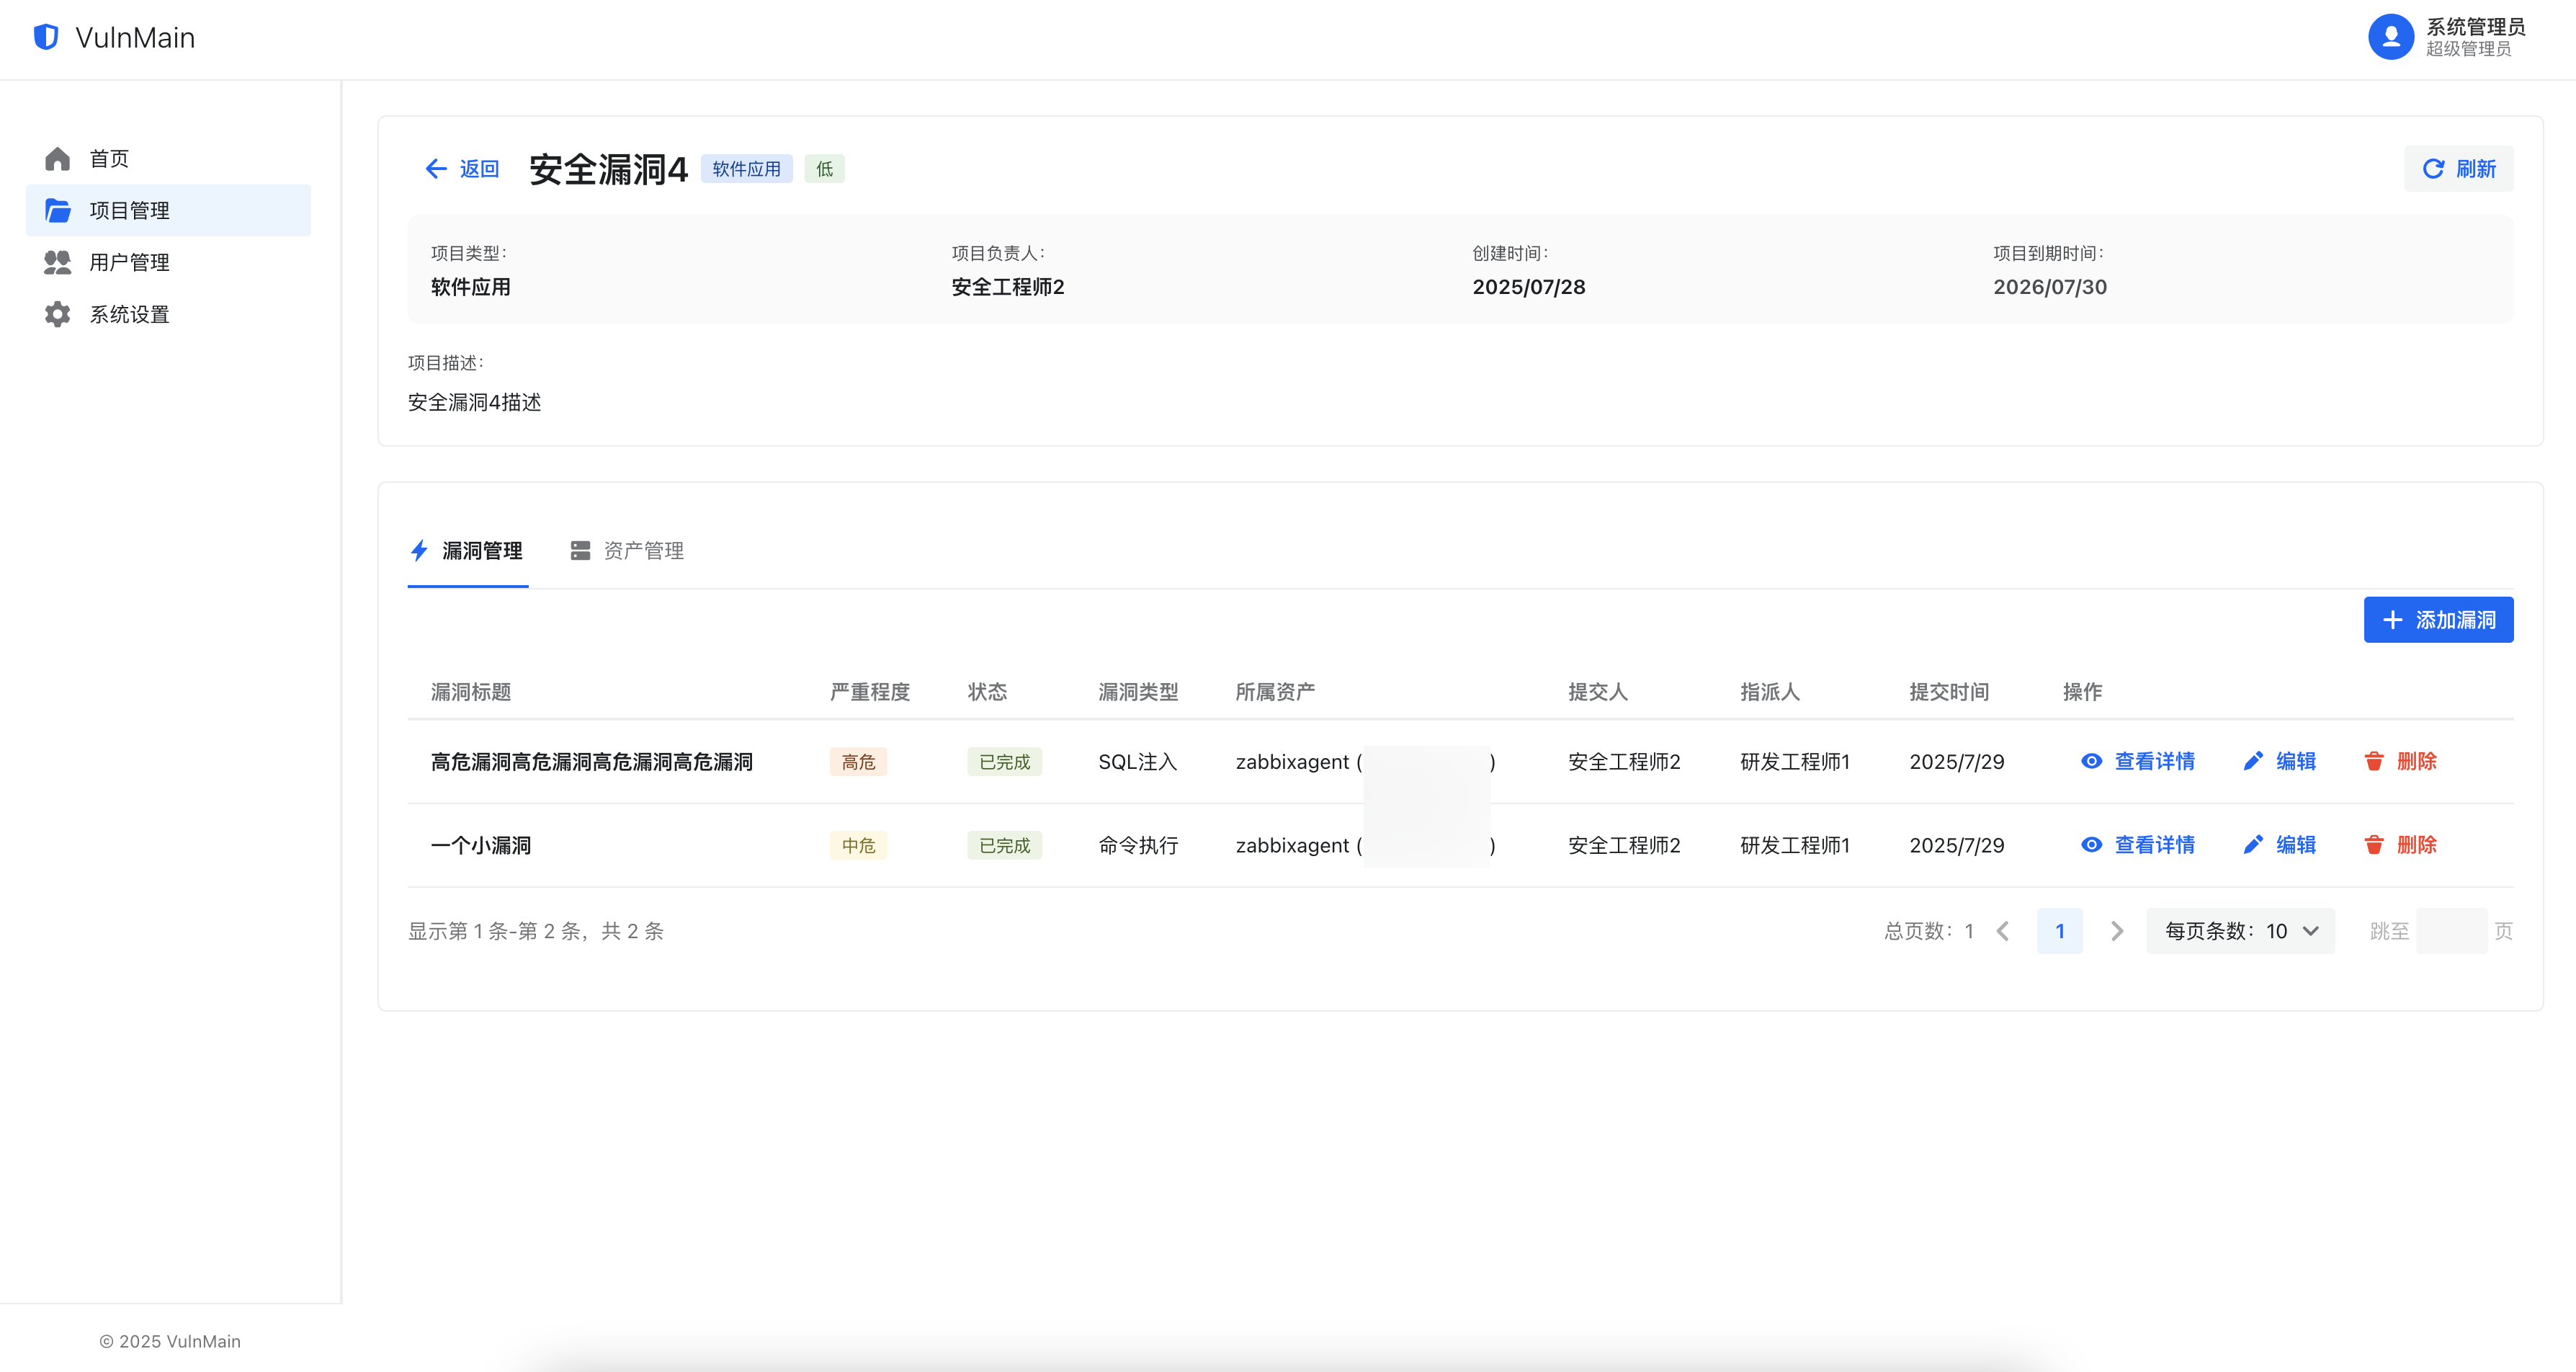 VulnMain
系统管理员
超级管理员
首页
项目管理
用户管理
系统设置
返回 安全漏洞4 软件应用 低 刷新
项目类型: 项目负责人: 创建时间: 项目到期时间:
软件应用 安全工程师2 2025/07/28 2026/07/30
项目描述:
安全漏洞4描述
漏洞管理 资产管理
添加漏洞
漏洞标题 严重程度 状态 漏洞类型 所属资产 提交人 指派人 提交时间 操作
高危漏洞高危漏洞高危漏洞高危漏洞 高危 已完成 SQL注入 zabbixagent ( ) 安全工程师2 研发工程师1 2025/7/29 查看详情 编辑 删除
一个小漏洞 中危 已完成 命令执行 zabbixagent ( ) 安全工程师2 研发工程师1 2025/7/29 查看详情 编辑 删除
显示第 1 条-第 2 条，共 2 条 总页数：1 1 每页条数：10 跳至 页
© 2025 VulnMain